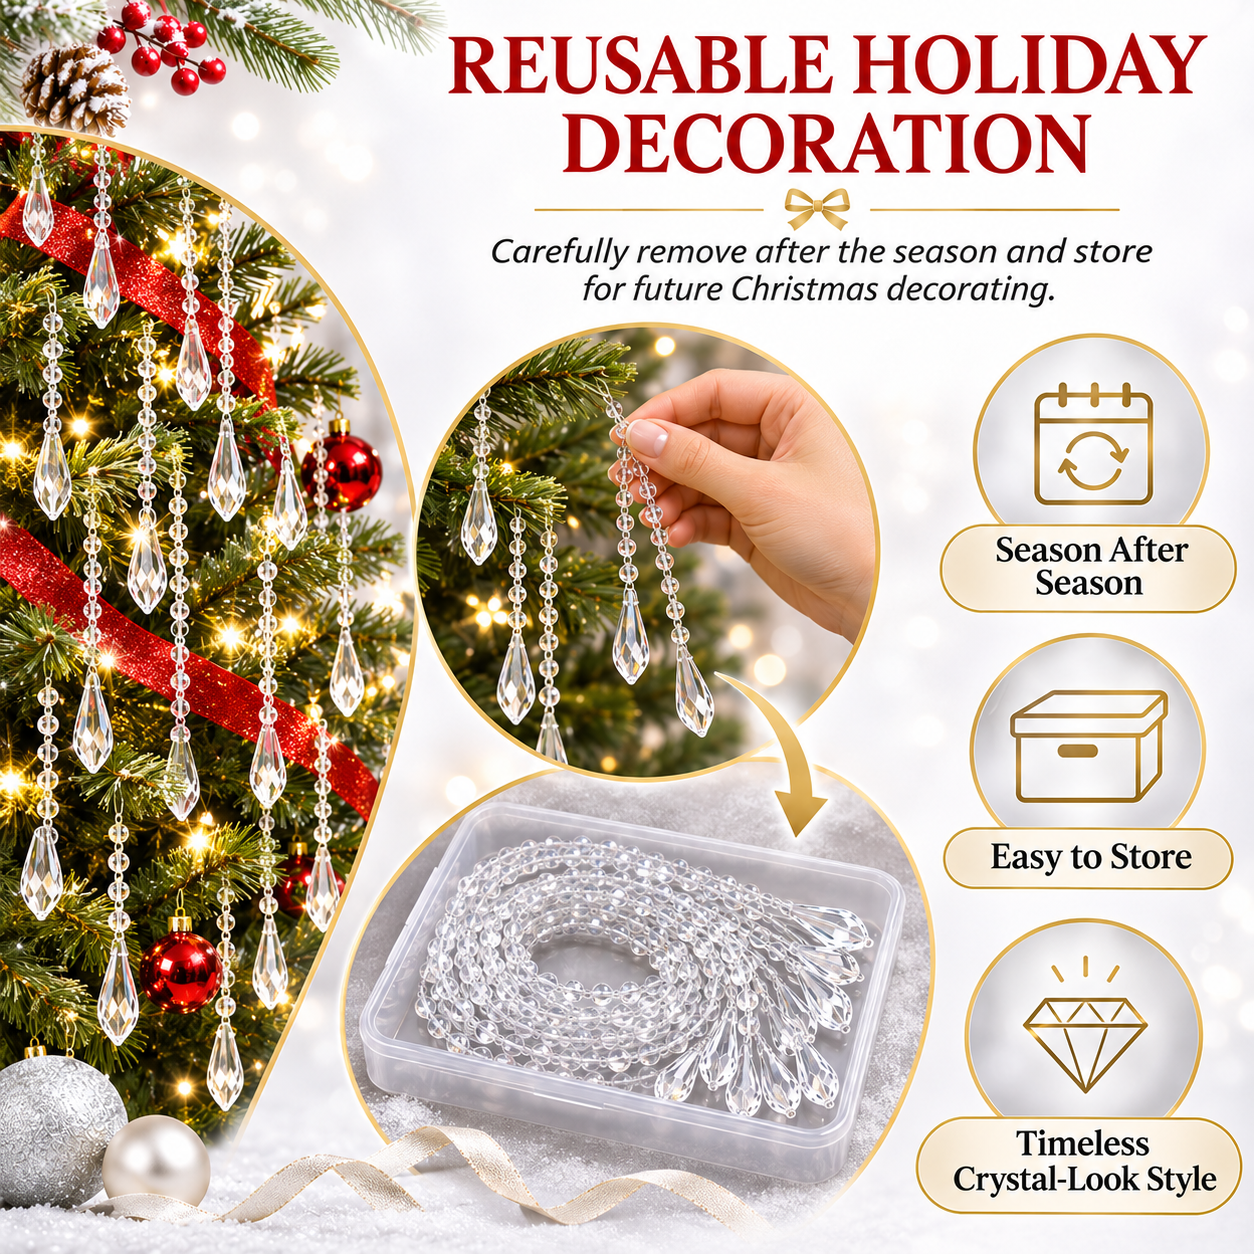 REUSABLE HOLIDAY
DECORATION
Carefully remove after the season and store
for future Christmas decorating.
Season After
Season
Easy to Store
Timeless
Crystal-Look Style